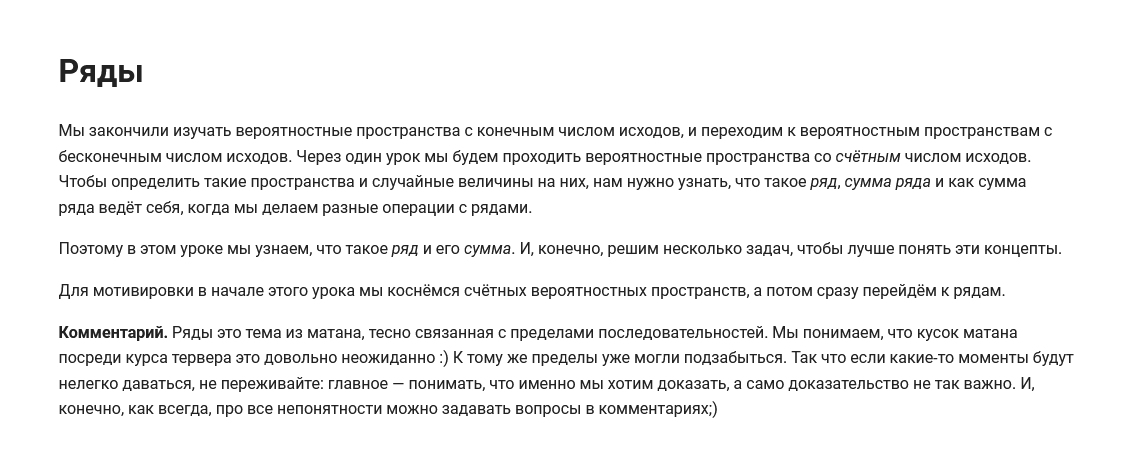 Ряды
Мы закончили изучать вероятностные пространства с конечным числом исходов, и переходим к вероятностным пространствам с
бесконечным числом исходов. Через один урок мы будем проходить вероятностные пространства со счётным числом исходов.
Чтобы определить такие пространства и случайные величины на них, нам нужно узнать, что такое ряд, сумма ряда и как сумма
ряда ведёт себя, когда мы делаем разные операции с рядами.
Поэтому в этом уроке мы узнаем, что такое ряд и его сумма. И, конечно, решим несколько задач, чтобы лучше понять эти концепты.
Для мотивировки в начале этого урока мы коснёмся счётных вероятностных пространств, а потом сразу перейдём к рядам.
Комментарий. Ряды это тема из матана, тесно связанная с пределами последовательностей. Мы понимаем, что кусок матана
посреди курса тервера это довольно неожиданно :) К тому же пределы уже могли подзабыться. Так что если какие-то моменты будут
нелегко даваться, не переживайте: главное — понимать, что именно мы хотим доказать, а само доказательство не так важно. И,
конечно, как всегда, про все непонятности можно задавать вопросы в комментариях;)